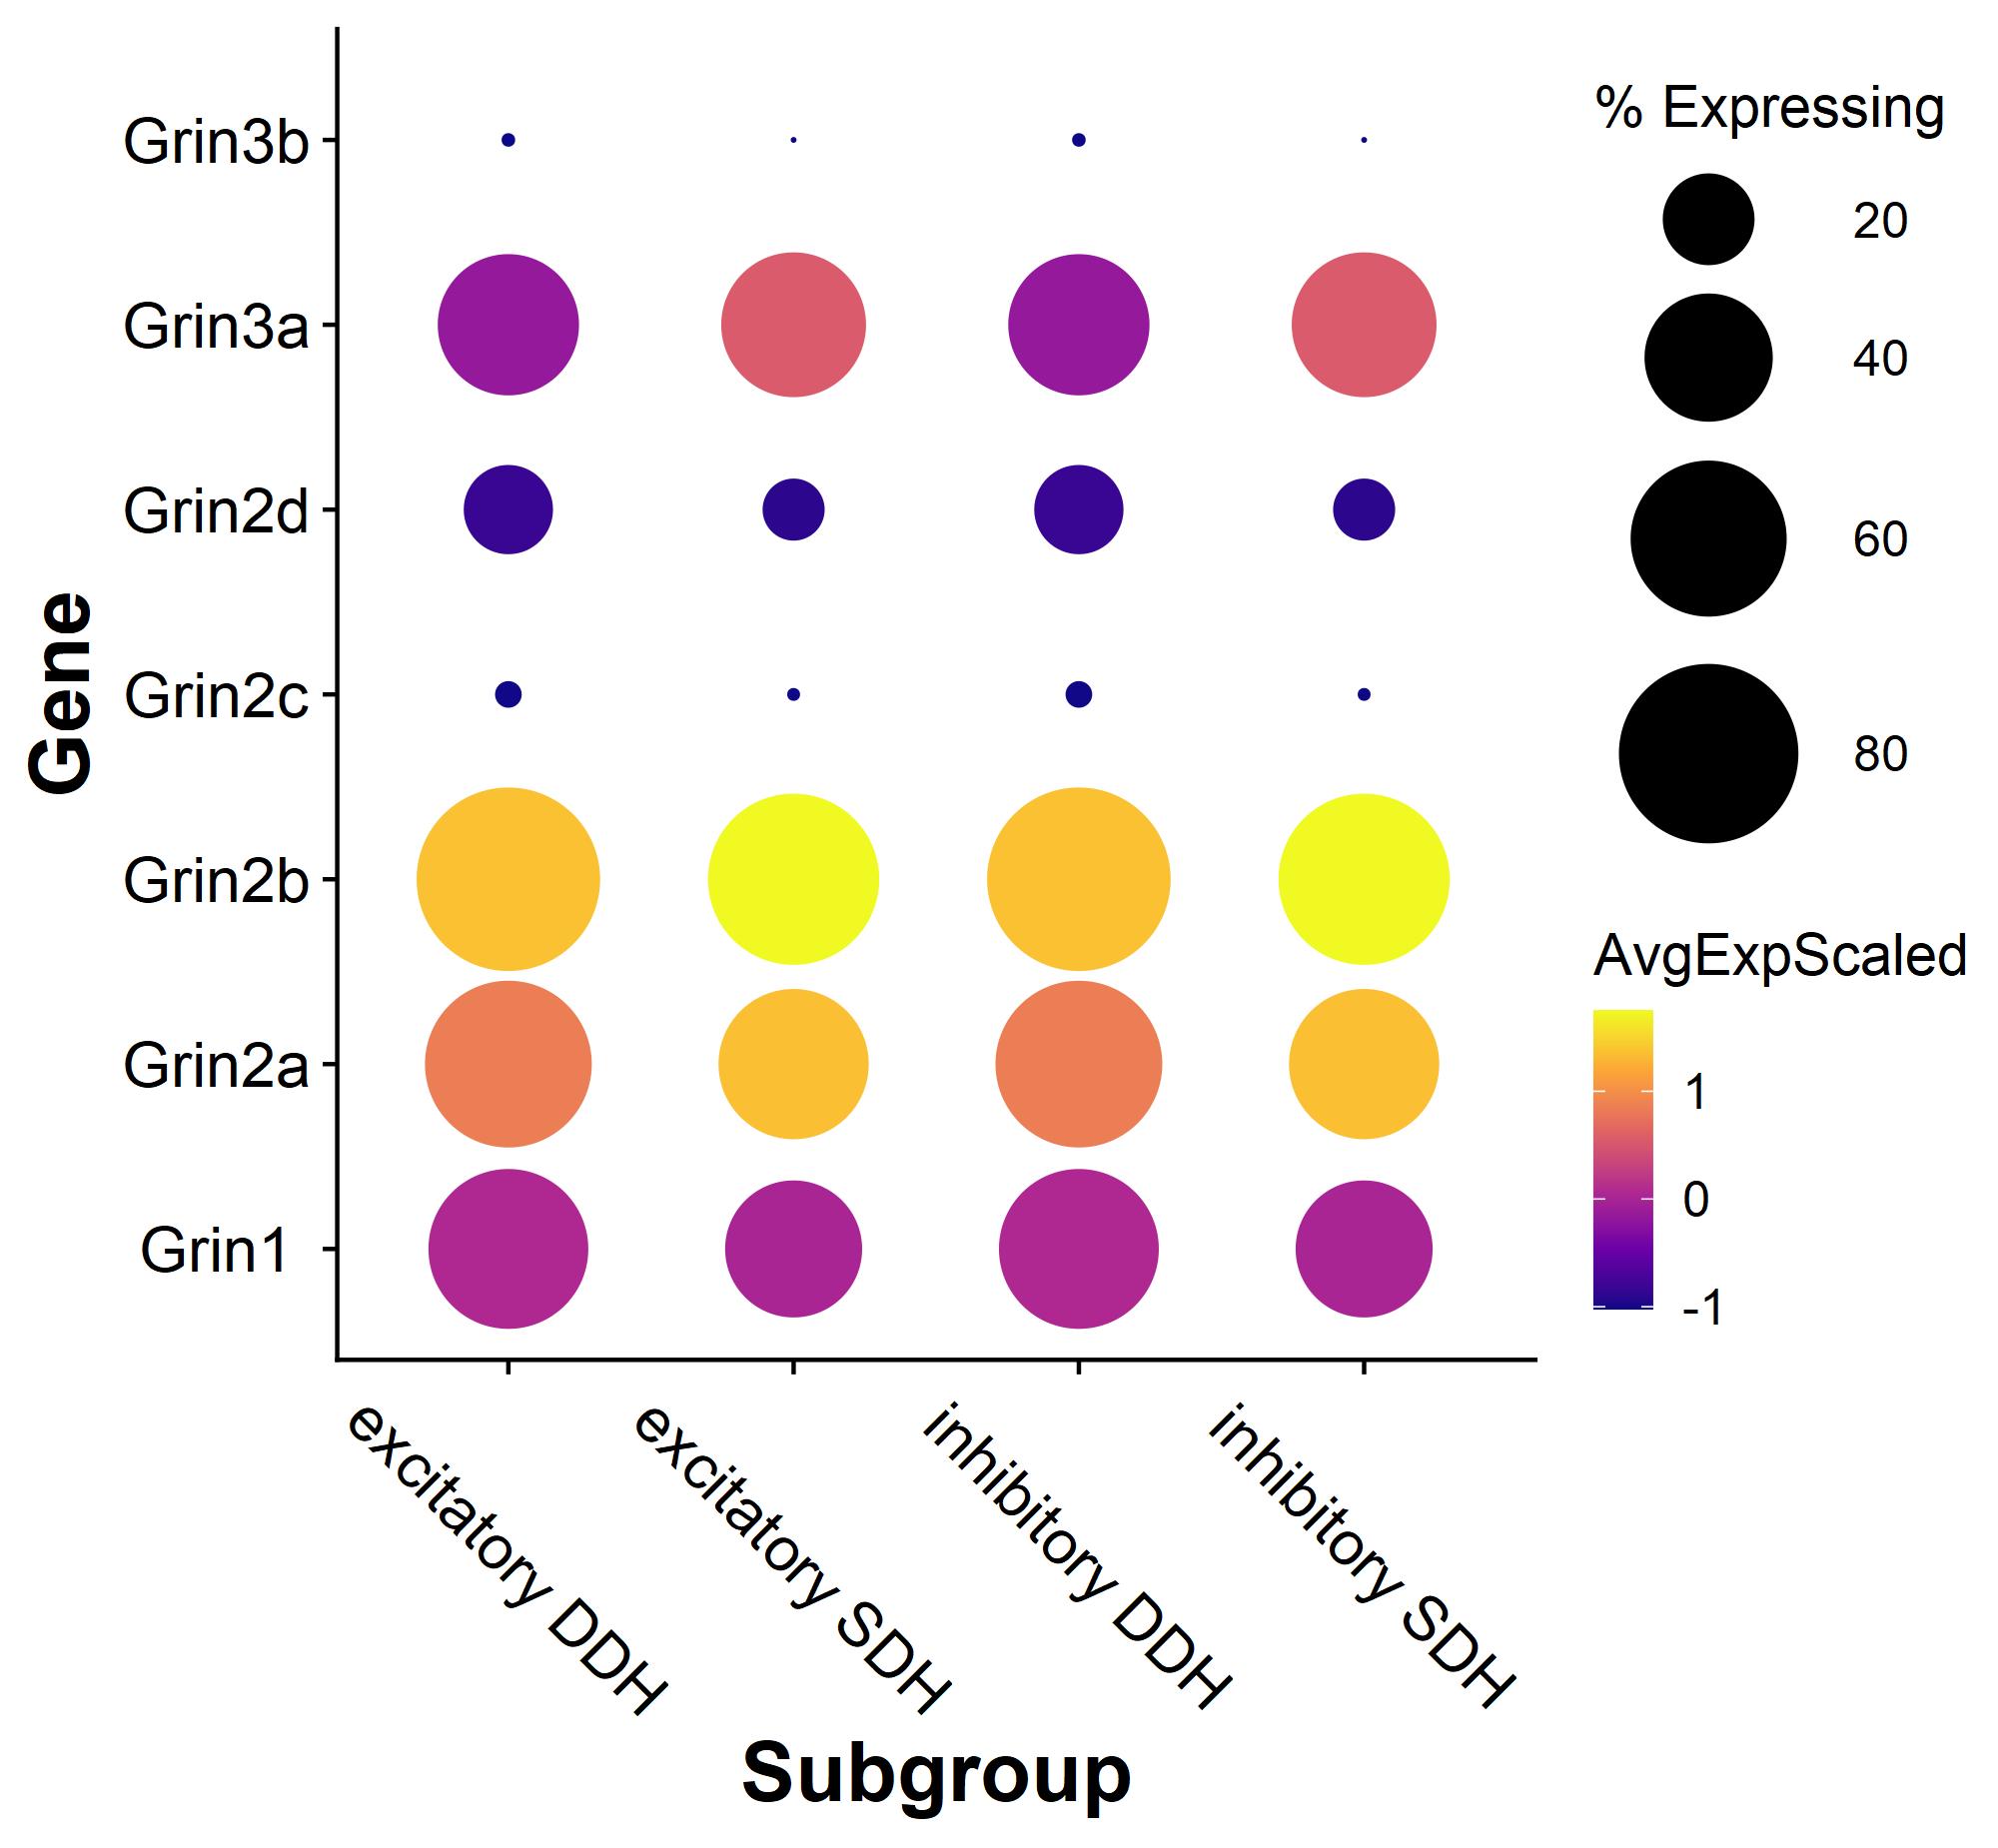 Gene
Grin3b
Grin3a
Grin2d
Grin2c
Grin2b
Grin2a
Grin1
excitatory DDH
excitatory SDH
inhibitory DDH
inhibitory SDH
Subgroup
% Expressing
20
40
60
80
AvgExpScaled
1
0
-1